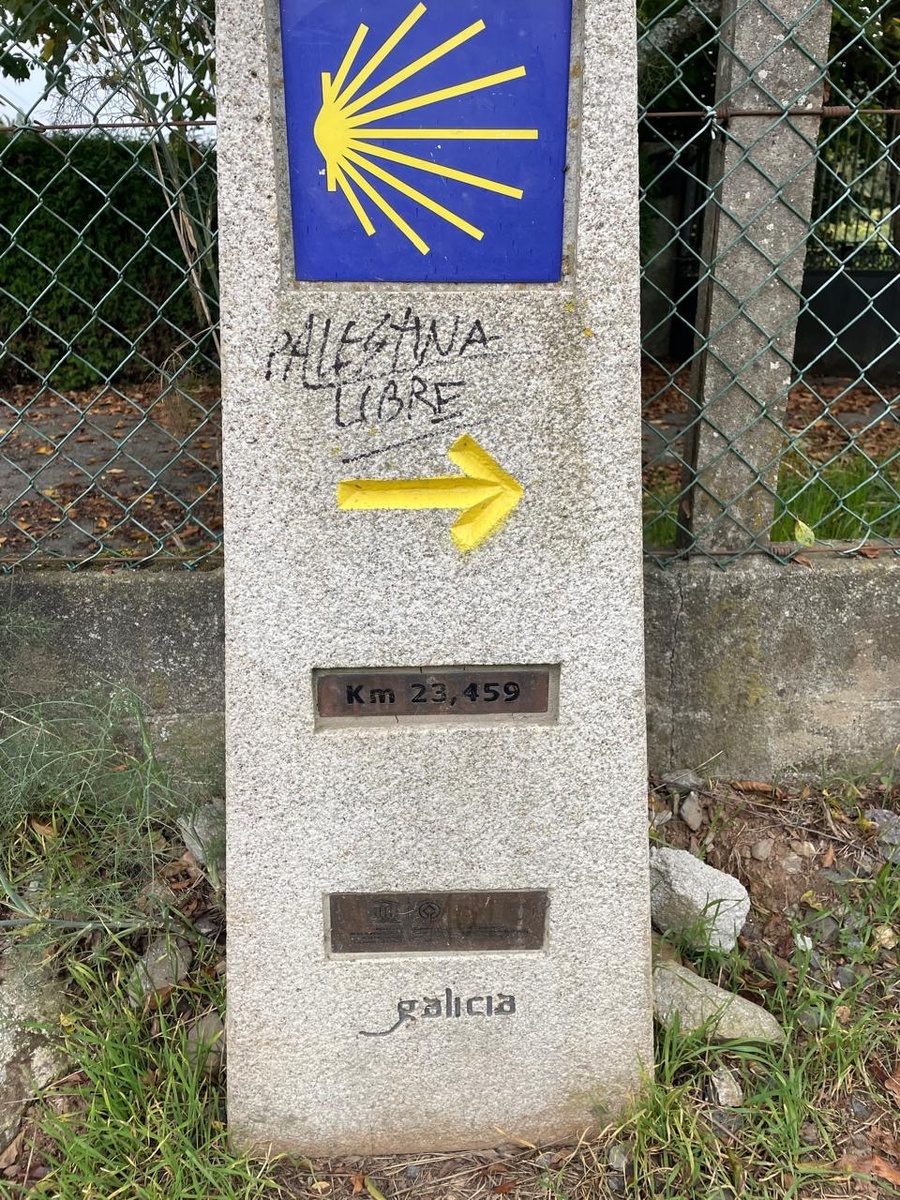 PALESTINA
LIBRE
Km 23,459
galicia